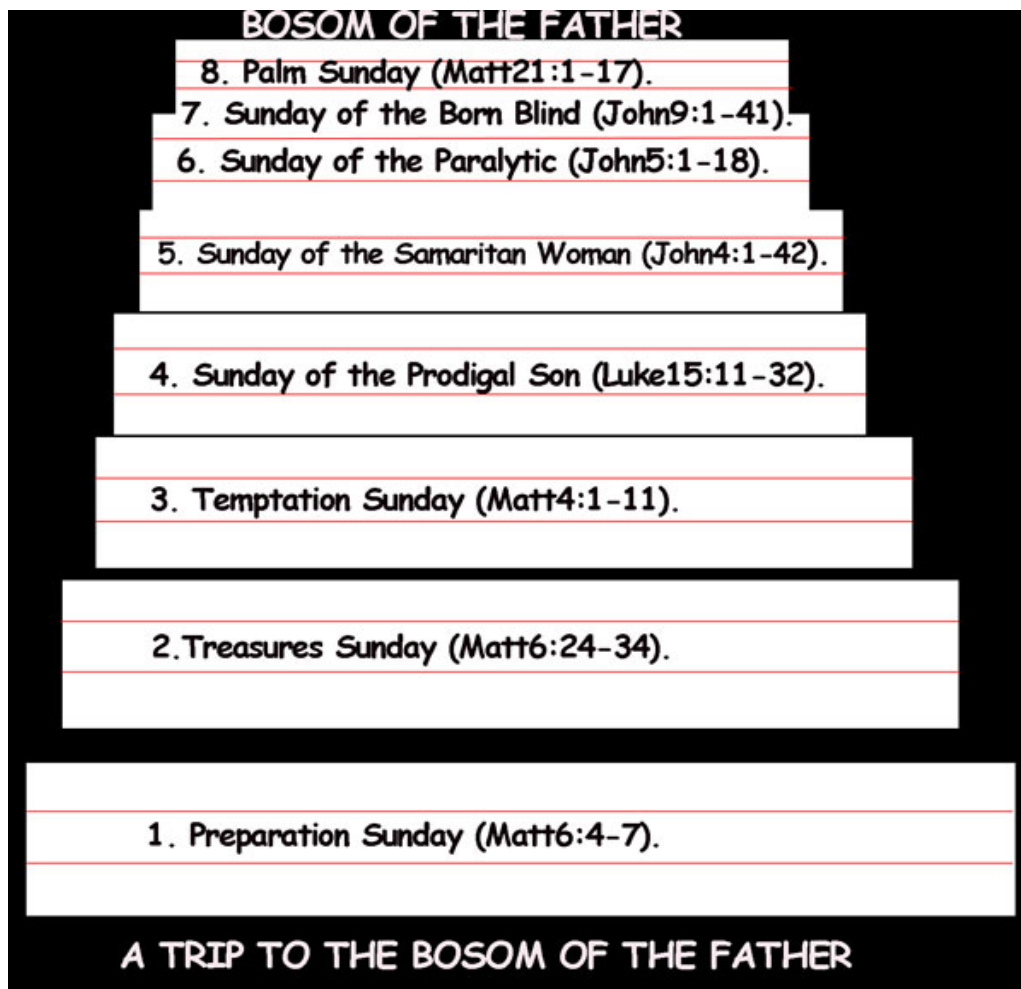 BOSOM OF THE FATHER
8. Palm Sunday (Matt21:1-17).
7. Sunday of the Born Blind (John9:1-41).
6. Sunday of the Paralytic (John5:1-18).
5. Sunday of the Samaritan Woman (John4:1-42).
4. Sunday of the Prodigal Son (Luke15:11-32).
3. Temptation Sunday (Matt4:1-11).
2.Treasures Sunday (Matt6:24-34).
1. Preparation Sunday (Matt6:4-7).
A TRIP TO THE BOSOM OF THE FATHER